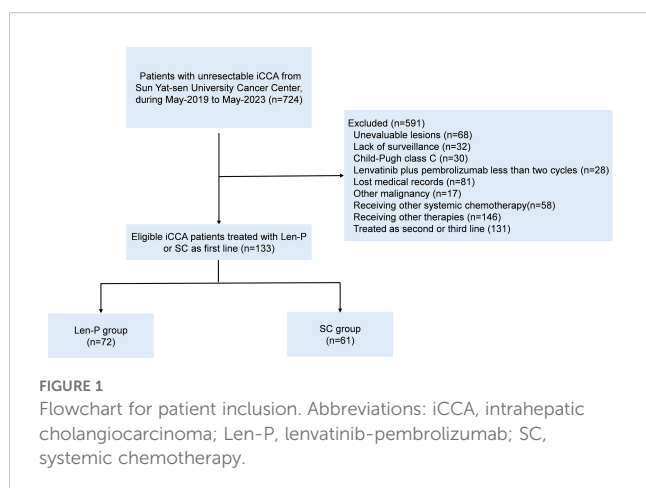 Patients with unresectable iCCA from
Sun Yat-sen University Cancer Center,
during May-2019 to May-2023 (n=724)
Excluded (n=591)
Unevaluable lesions (n=68)
Lack of surveillance (n=32)
Child-Pugh class C (n=30)
Lenvatinib plus pembrolizumab less than two cycles (n=28)
Lost medical records (n=81)
Other malignancy (n=17)
Receiving other systemic chemotherapy(n=58)
Receiving other therapies (n=146)
Treated as second or third line (131)
Eligible iCCA patients treated with Len-P
or SC as first line (n=133)
Len-P group
(n=72)
SC group
(n=61)
FIGURE 1
Flowchart for patient inclusion. Abbreviations: iCCA, intrahepatic
cholangiocarcinoma; Len-P, lenvatinib-pembrolizumab; SC,
systemic chemotherapy.